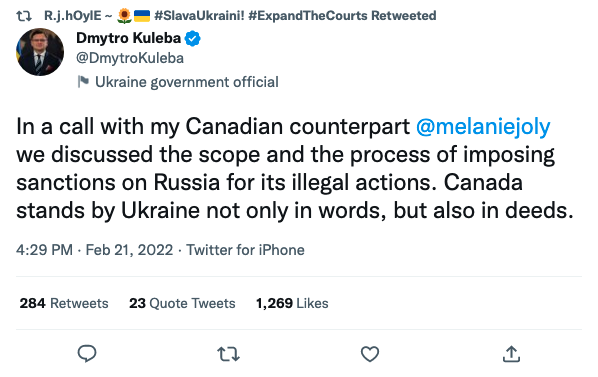 R.j.hOylE ~ 🌻🇺🇦 #SlavaUkraini! #ExpandTheCourts Retweeted
Dmytro Kuleba
@DmytroKuleba
Ukraine government official
In a call with my Canadian counterpart @melaniejoly
we discussed the scope and the process of imposing
sanctions on Russia for its illegal actions. Canada
stands by Ukraine not only in words, but also in deeds.
4:29 PM · Feb 21, 2022 · Twitter for iPhone
284 Retweets 23 Quote Tweets 1,269 Likes